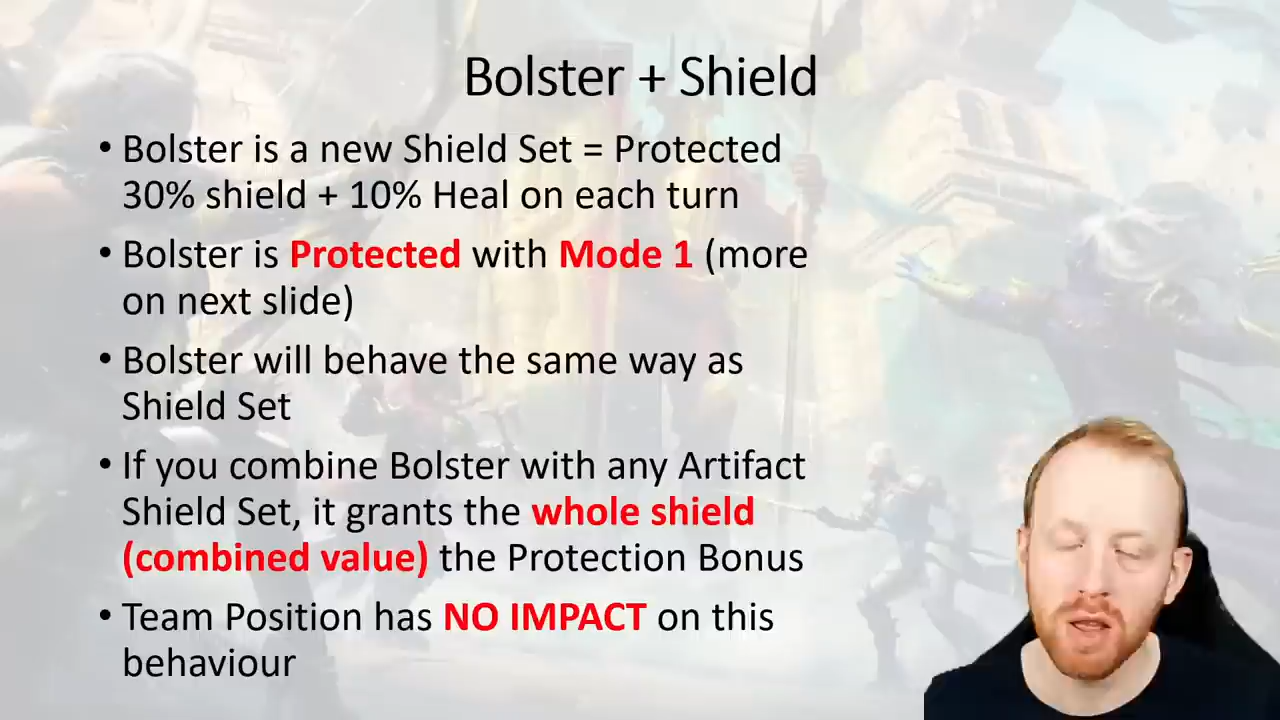 Bolster + Shield
• Bolster is a new Shield Set = Protected
30% shield + 10% Heal on each turn
• Bolster is Protected with Mode 1 (more
on next slide)
• Bolster will behave the same way as
Shield Set
• If you combine Bolster with any Artifact
Shield Set, it grants the whole shield
(combined value) the Protection Bonus
• Team Position has NO IMPACT on this
behaviour